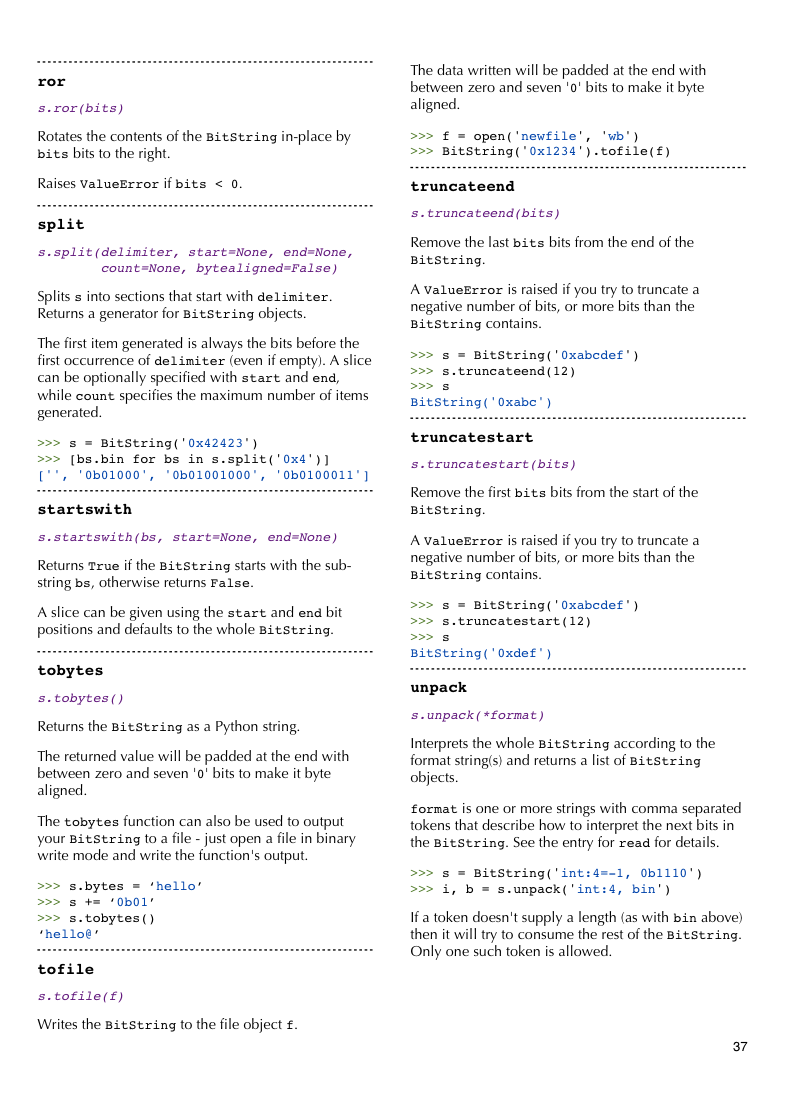 ror
s.ror(bits)
Rotates the contents of the BitString in-place by
bits bits to the right.
Raises ValueError if bits < 0.
split
s.split(delimiter, start=None, end=None,
count=None, bytealigned=False)
Splits s into sections that start with delimiter.
Returns a generator for BitString objects.
The first item generated is always the bits before the
first occurrence of delimiter (even if empty). A slice
can be optionally specified with start and end,
while count specifies the maximum number of items
generated.
>>> s = BitString('0x42423')
>>> [bs.bin for bs in s.split('0x4')]
['', '0b01000', '0b01001000', '0b0100011']
startswith
s.startswith(bs, start=None, end=None)
Returns True if the BitString starts with the sub-
string bs, otherwise returns False.
A slice can be given using the start and end bit
positions and defaults to the whole BitString.
tobytes
s.tobytes()
Returns the BitString as a Python string.
The returned value will be padded at the end with
between zero and seven '0' bits to make it byte
aligned.
The tobytes function can also be used to output
your BitString to a file - just open a file in binary
write mode and write the function's output.
>>> s.bytes = ‘hello’
>>> s += ‘0b01’
>>> s.tobytes()
‘hello@’
tofile
s.tofile(f)
Writes the BitString to the file object f.
The data written will be padded at the end with
between zero and seven '0' bits to make it byte
aligned.
>>> f = open('newfile', 'wb')
>>> BitString('0x1234').tofile(f)
truncateend
s.truncateend(bits)
Remove the last bits bits from the end of the
BitString.
A ValueError is raised if you try to truncate a
negative number of bits, or more bits than the
BitString contains.
>>> s = BitString('0xabcdef')
>>> s.truncateend(12)
>>> s
BitString('0xabc')
truncatestart
s.truncatestart(bits)
Remove the first bits bits from the start of the
BitString.
A ValueError is raised if you try to truncate a
negative number of bits, or more bits than the
BitString contains.
>>> s = BitString('0xabcdef')
>>> s.truncatestart(12)
>>> s
BitString('0xdef')
unpack
s.unpack(*format)
Interprets the whole BitString according to the
format string(s) and returns a list of BitString
objects.
format is one or more strings with comma separated
tokens that describe how to interpret the next bits in
the BitString. See the entry for read for details.
>>> s = BitString('int:4=-1, 0b1110')
>>> i, b = s.unpack('int:4, bin')
If a token doesn't supply a length (as with bin above)
then it will try to consume the rest of the BitString.
Only one such token is allowed.
37